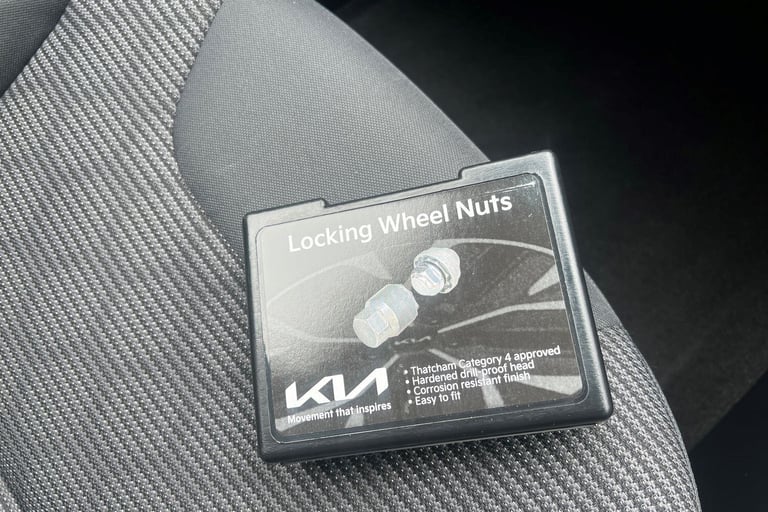 Locking Wheel Nuts
KIA
Movement that inspires
• Thatcham Category 4 approved
• Hardened drill-proof head
• Corrosion resistant finish
• Easy to fit